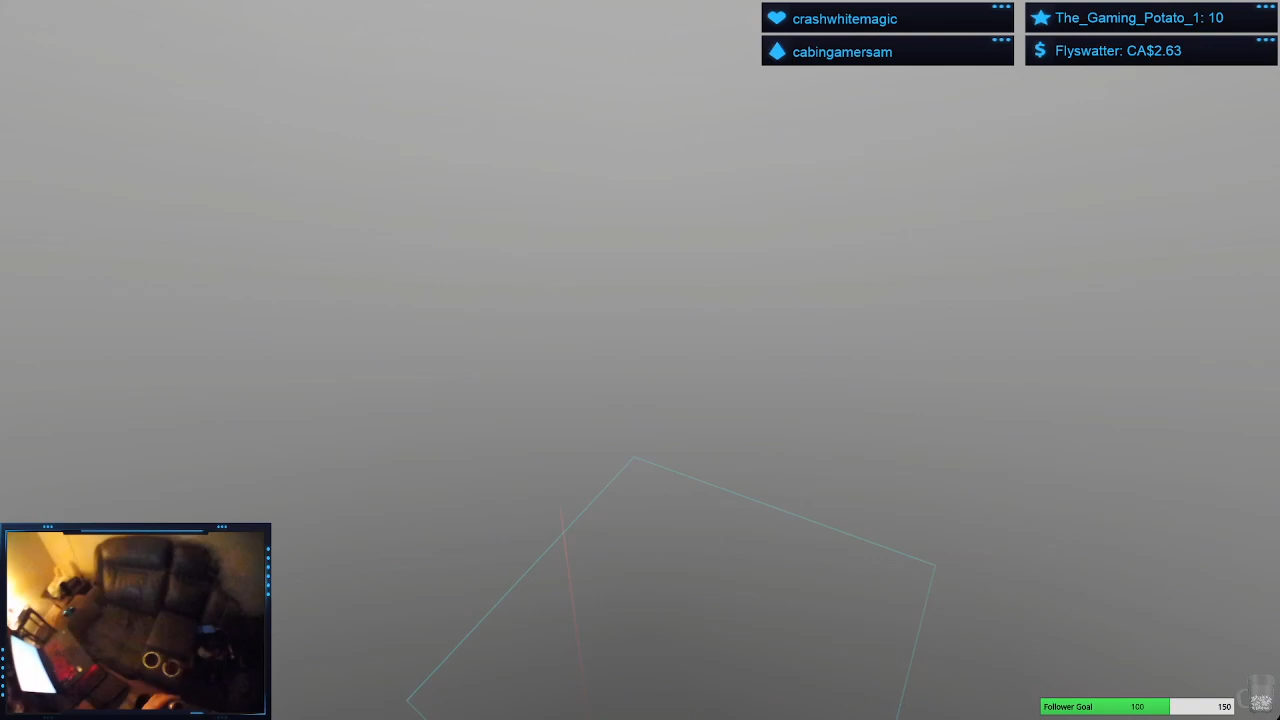 crashwhitemagic
The_Gaming_Potato_1: 10
cabingamersam
Flyswatter: CA$2.63
Follower Goal 100 150